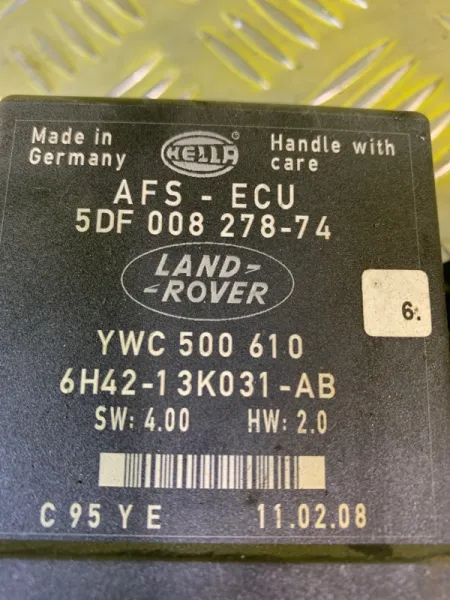 Made in Germany
HELLA ®
Handle with care
AFS - ECU
5DF 008 278-74
LAND-
-ROVER
6.
YWC 500 610
6H42-13K031-AB
SW: 4.00 HW: 2.0
C 95 Y E 11.02.08